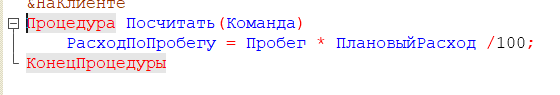 &НаКлиенте
Процедура Посчитать(Команда)
РасходПоПробегу = Пробег * ПлановыйРасход /100;
КонецПроцедуры